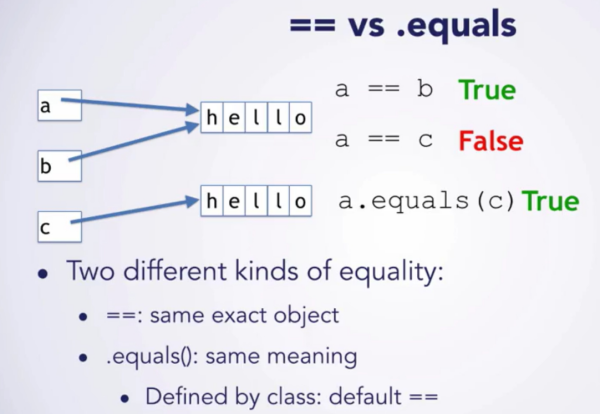 == vs .equals
a
b
c
h e l l o
h e l l o
a == b True
a == c False
a.equals(c) True
• Two different kinds of equality:
• ==: same exact object
• .equals(): same meaning
• Defined by class: default ==